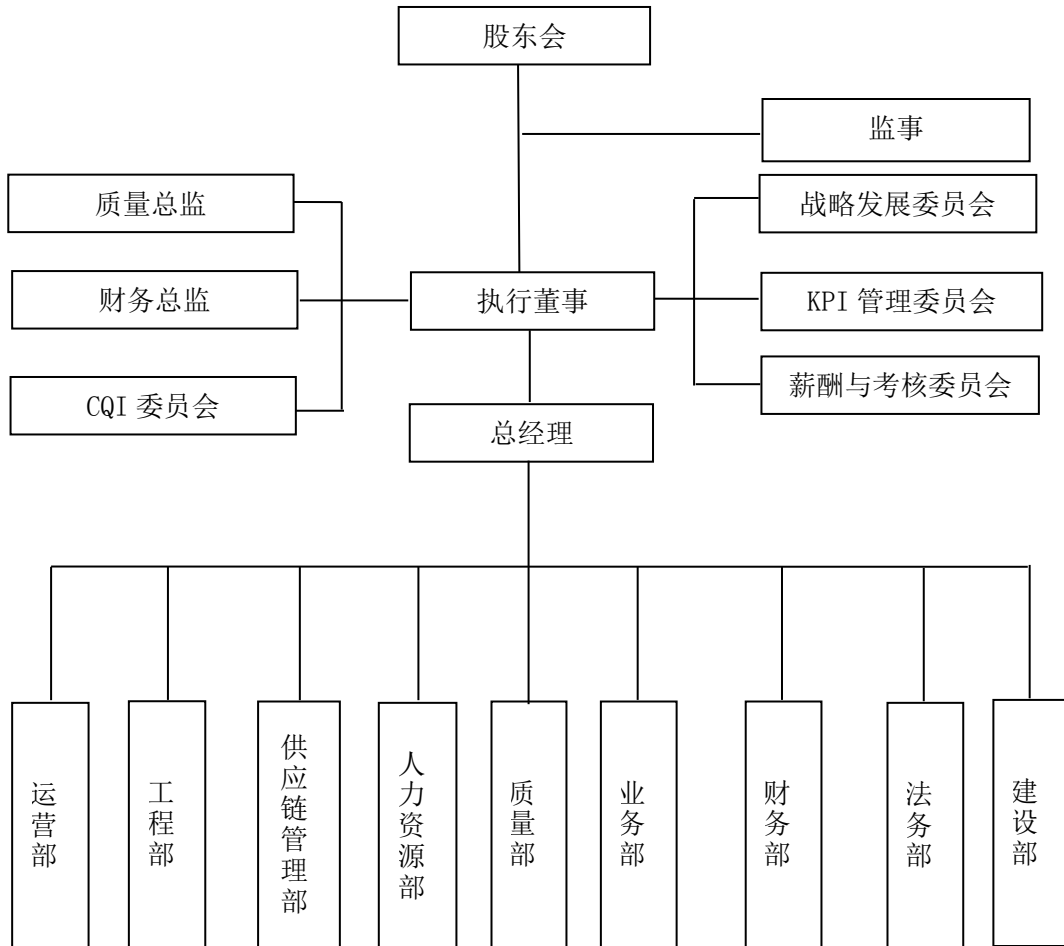 股东会
监事
质量总监
战略发展委员会
财务总监
执行董事
KPI 管理委员会
CQI 委员会
薪酬与考核委员会
总经理
运营部
工程部
供应链管理部
人力资源部
质量部
业务部
财务部
法务部
建设部